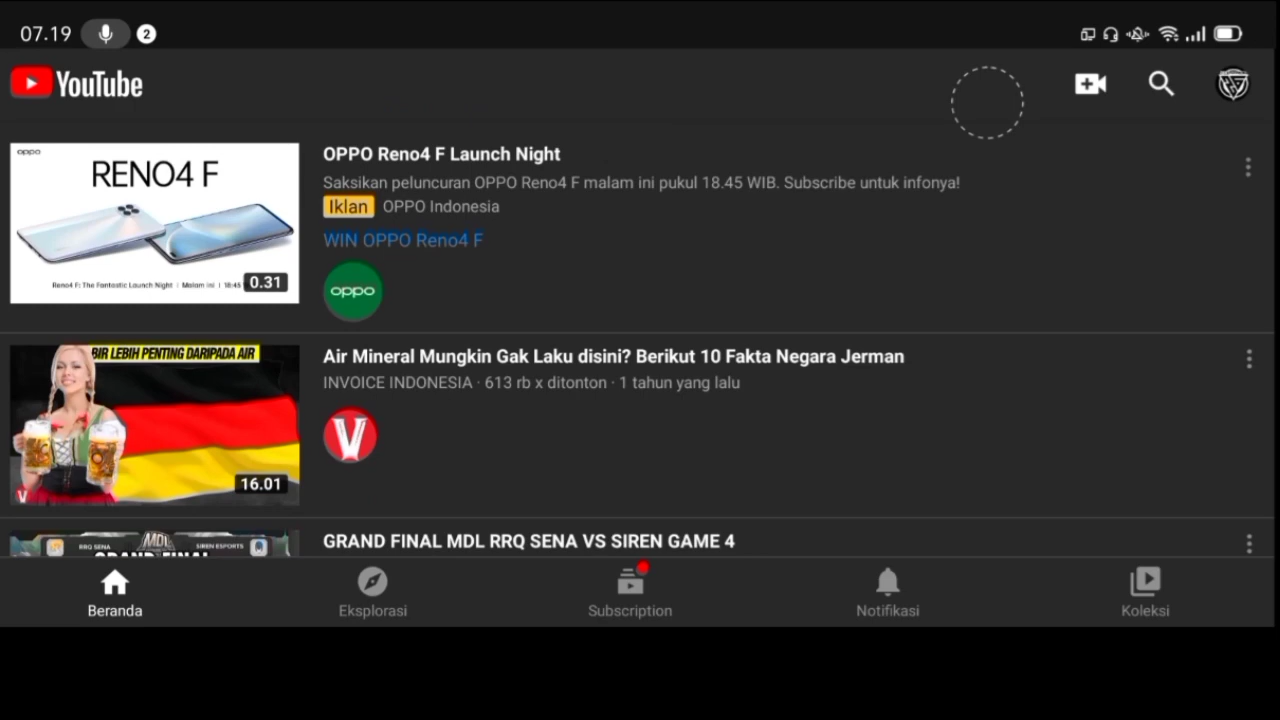 07.19
2
YouTube
oppo
RENO4 F
Reno4 F: The Fantastic Launch Night | Malam ini | 18:45
0.31
OPPO Reno4 F Launch Night
Saksikan peluncuran OPPO Reno4 F malam ini pukul 18.45 WIB. Subscribe untuk infonya!
Iklan OPPO Indonesia
WIN OPPO Reno4 F
oppo
BIR LEBIH PENTING DARIPADA AIR
V
16.01
Air Mineral Mungkin Gak Laku disini? Berikut 10 Fakta Negara Jerman
INVOICE INDONESIA · 613 rb x ditonton · 1 tahun yang lalu
V
RRQ SENA
MDL
SIREN ESPORTS
GRAND FINAL
GRAND FINAL MDL RRQ SENA VS SIREN GAME 4
Beranda
Eksplorasi
Subscription
Notifikasi
Koleksi